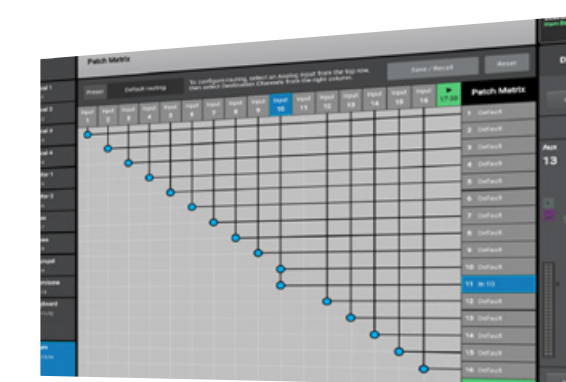 Patch Matrix
Preset
Default routing
To configure routing, select an Analog Input from the top row,
then select Destination Channels from the right column.
Save / Recall
Reset
Input 1
Input 2
Input 3
Input 4
Input 5
Input 6
Input 7
Input 8
Input 9
Input 10
Input 11
Input 12
Input 13
Input 14
Input 15
Input 16
17-32
Patch Matrix
1 Default
2 Default
3 Default
4 Default
5 Default
6 Default
7 Default
8 Default
9 Default
10 Default
11 In 10
12 Default
13 Default
14 Default
15 Default
16 Default
Aux
13